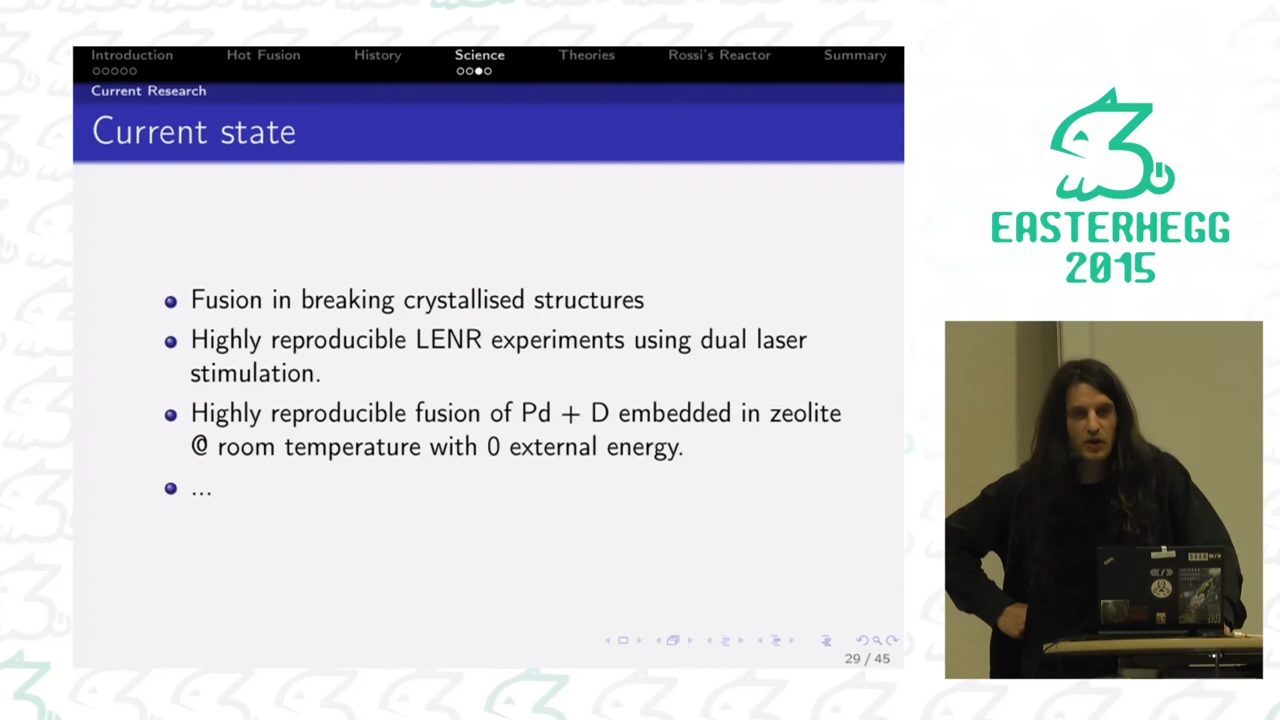 Introduction Hot Fusion History Science Theories Rossi's Reactor Summary
Current Research
Current state
Fusion in breaking crystallised structures
Highly reproducible LENR experiments using dual laser
stimulation.
Highly reproducible fusion of Pd + D embedded in zeolite
@ room temperature with 0 external energy.
...
29 / 45
EASTERHEGG
2015